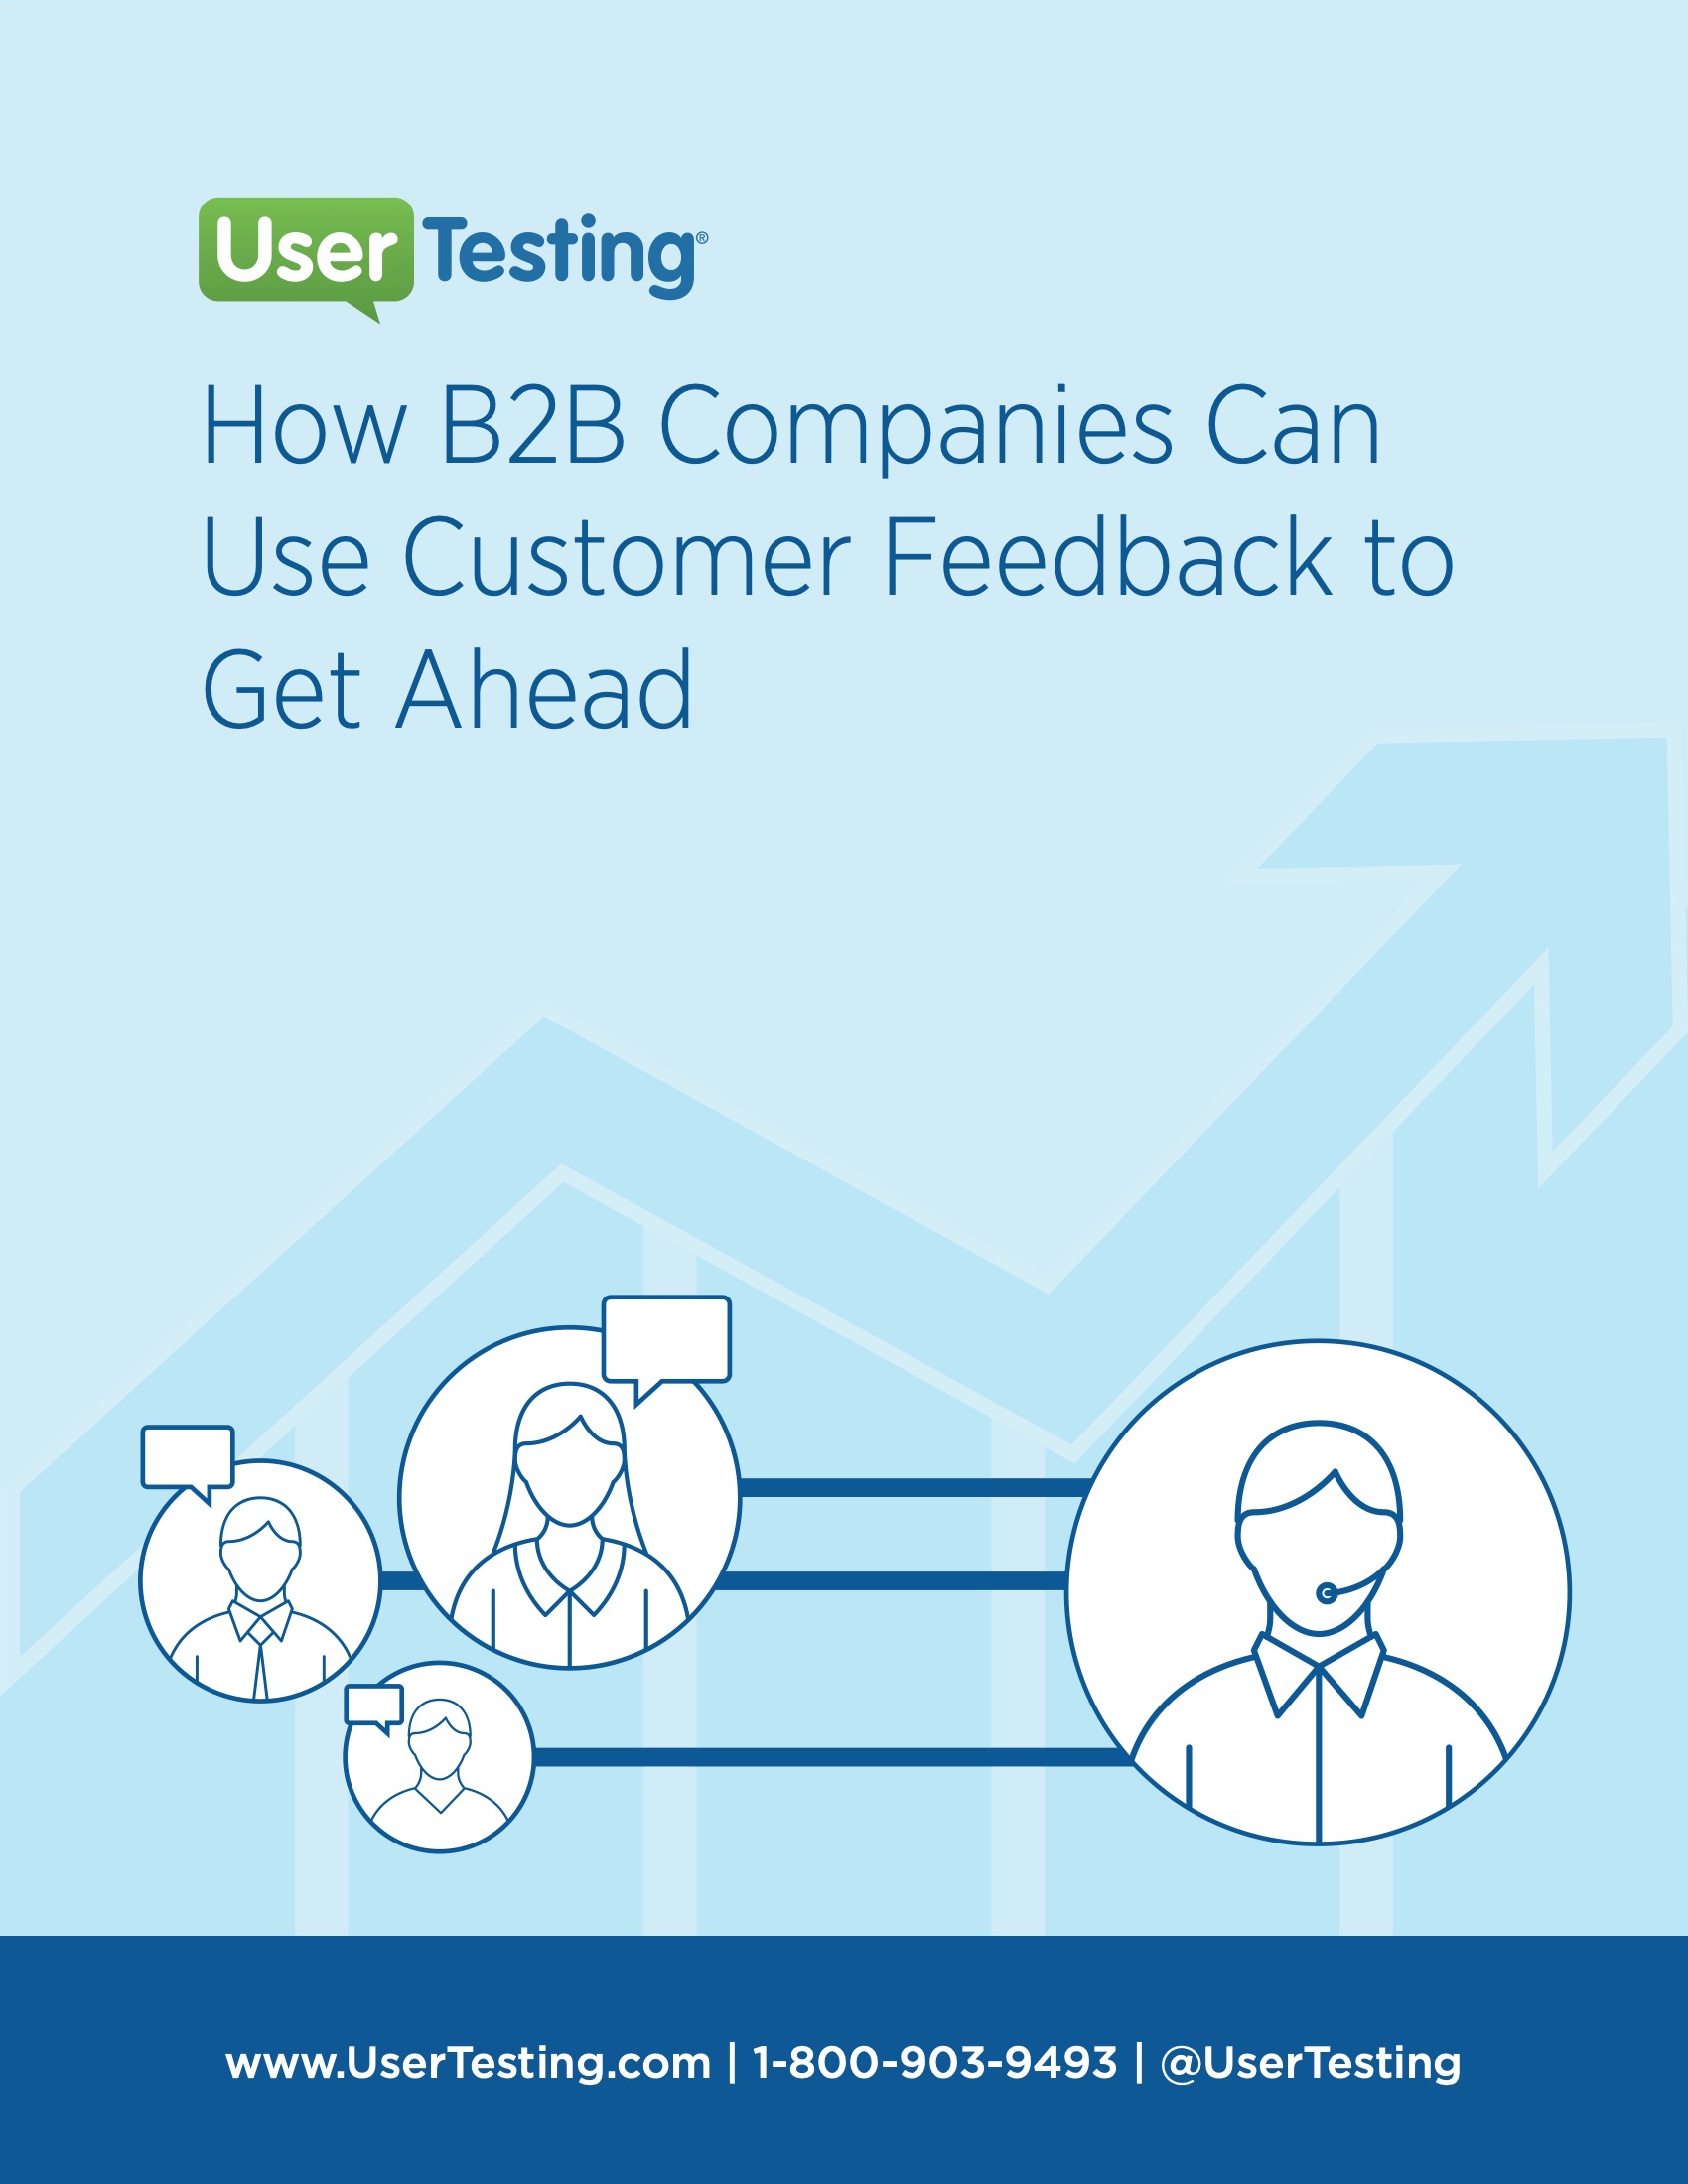 UserTesting®
How B2B Companies Can
Use Customer Feedback to
Get Ahead
www.UserTesting.com | 1-800-903-9493 | @UserTesting